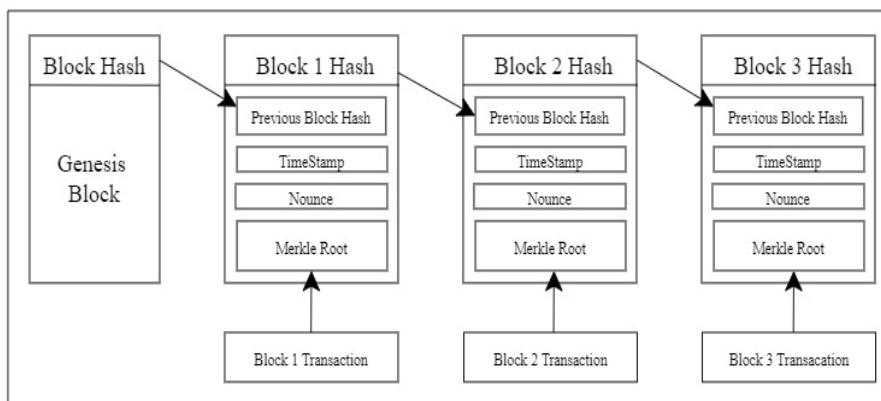 Block Hash
Genesis
Block
Block 1 Hash
Previous Block Hash
TimeStamp
Nounce
Merkle Root
Block 1 Transaction
Block 2 Hash
Previous Block Hash
TimeStamp
Nounce
Merkle Root
Block 2 Transaction
Block 3 Hash
Previous Block Hash
TimeStamp
Nounce
Merkle Root
Block 3 Transacation